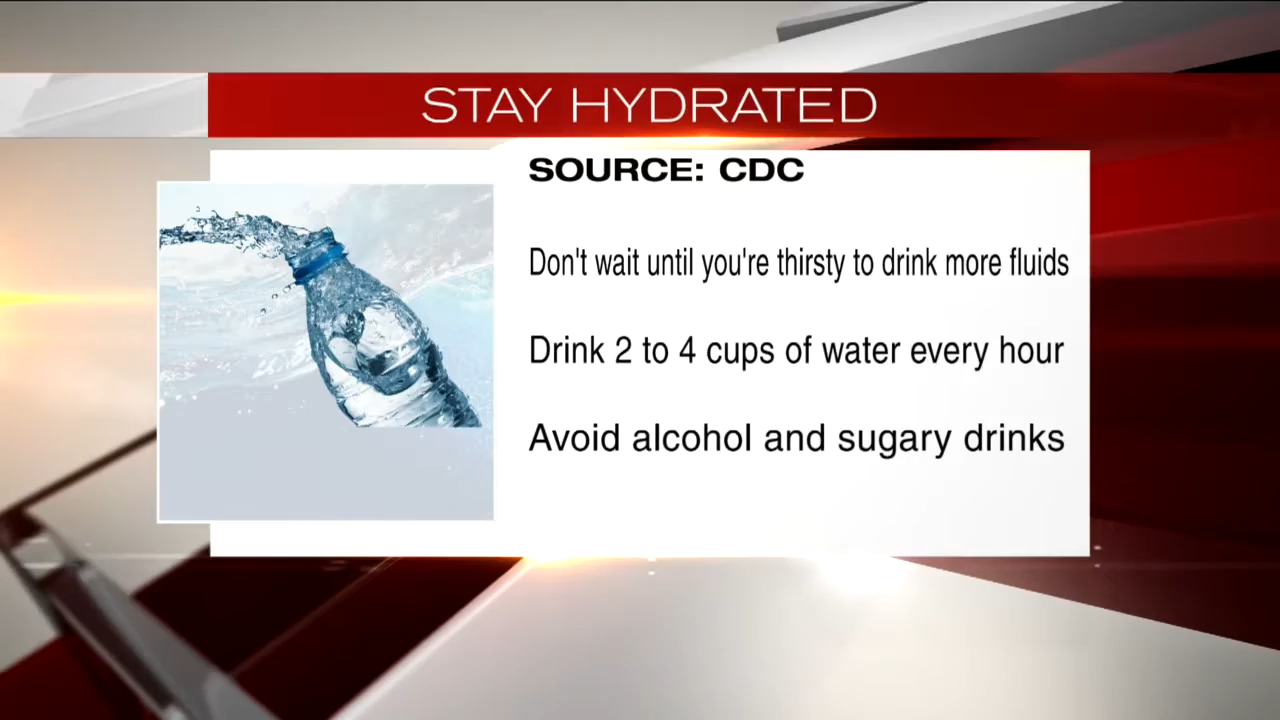 STAY HYDRATED
SOURCE: CDC
Don't wait until you're thirsty to drink more fluids
Drink 2 to 4 cups of water every hour
Avoid alcohol and sugary drinks